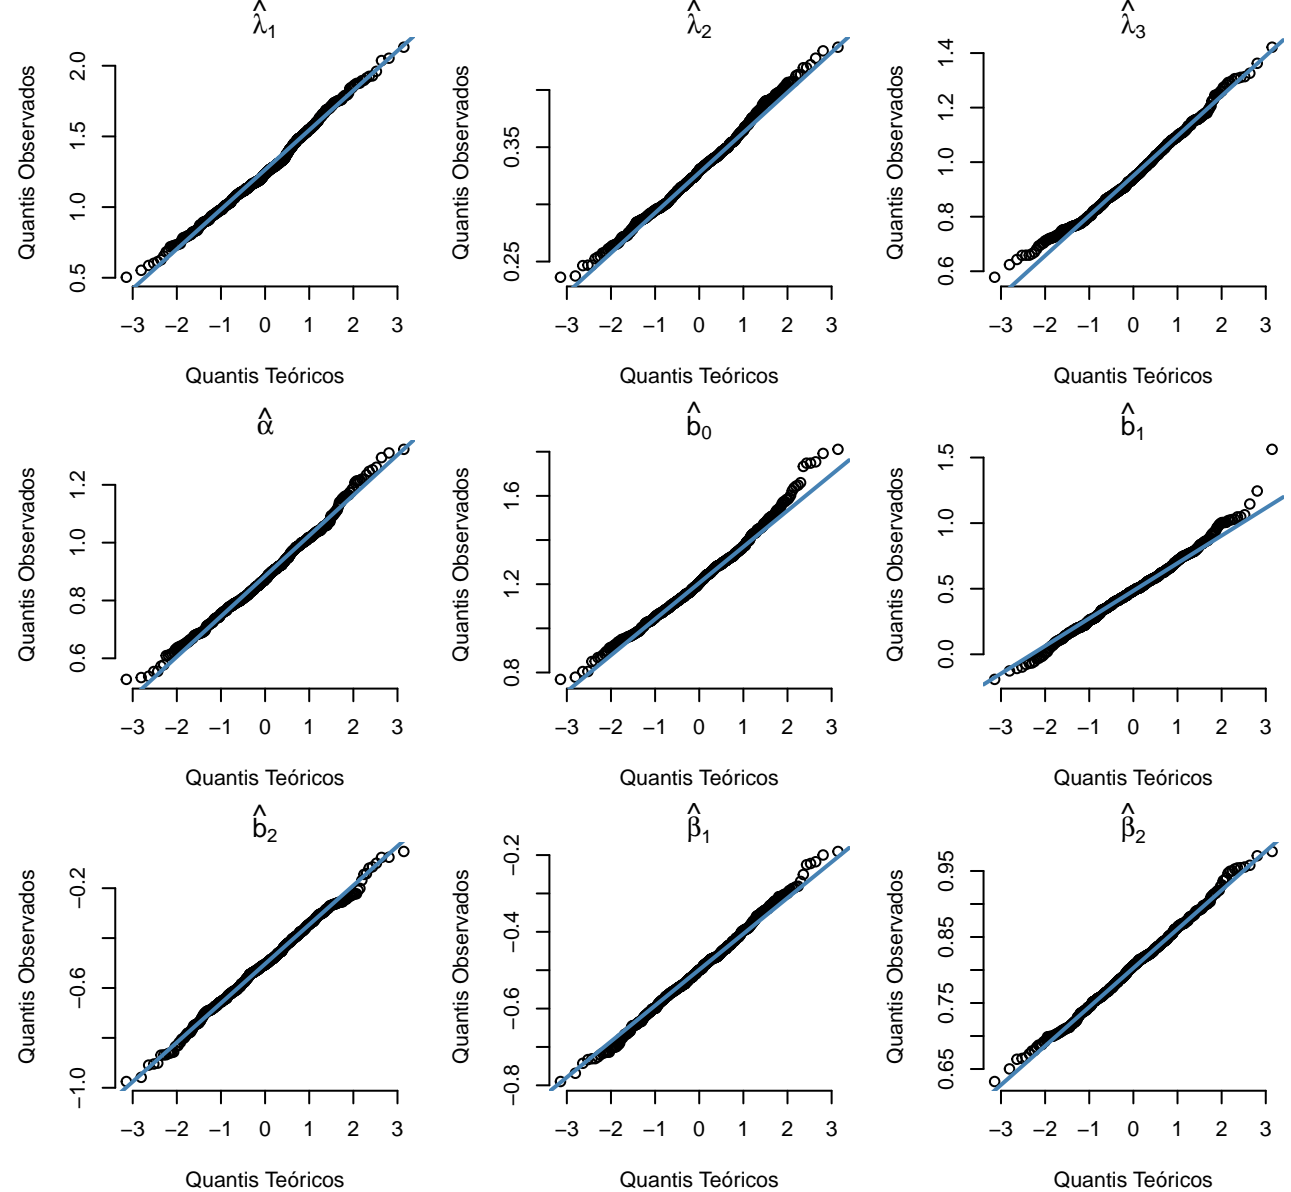 λ̂1
λ̂2
λ̂3
Quantis Observados
0.5 1.0 1.5 2.0
−3 −2 −1 0 1 2 3
Quantis Teóricos
Quantis Observados
0.25 0.35
−3 −2 −1 0 1 2 3
Quantis Teóricos
Quantis Observados
0.6 0.8 1.0 1.2 1.4
−3 −2 −1 0 1 2 3
Quantis Teóricos
α̂
b̂0
b̂1
Quantis Observados
0.6 0.8 1.0 1.2
−3 −2 −1 0 1 2 3
Quantis Teóricos
Quantis Observados
0.8 1.2 1.6
−3 −2 −1 0 1 2 3
Quantis Teóricos
Quantis Observados
0.0 0.5 1.0 1.5
−3 −2 −1 0 1 2 3
Quantis Teóricos
b̂2
β̂1
β̂2
Quantis Observados
−1.0 −0.6 −0.2
−3 −2 −1 0 1 2 3
Quantis Teóricos
Quantis Observados
−0.8 −0.6 −0.4 −0.2
−3 −2 −1 0 1 2 3
Quantis Teóricos
Quantis Observados
0.65 0.75 0.85 0.95
−3 −2 −1 0 1 2 3
Quantis Teóricos